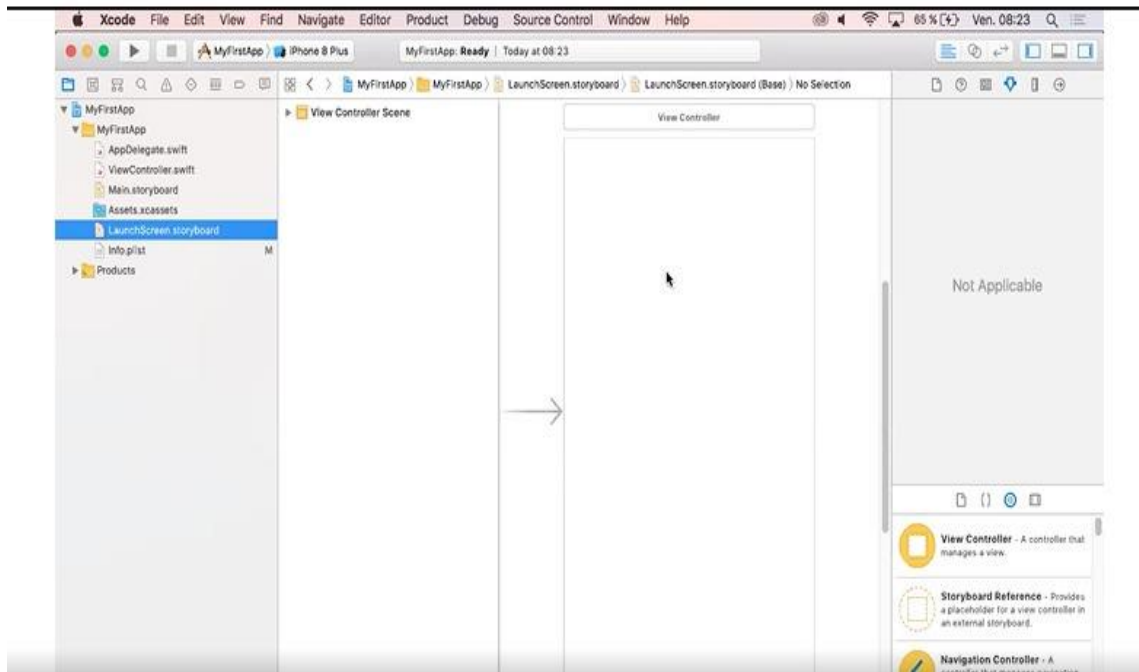 Xcode File Edit View Find Navigate Editor Product Debug Source Control Window Help 65 % Ven. 08:23
MyFirstApp iPhone 8 Plus MyFirstApp: Ready | Today at 08:23
MyFirstApp MyFirstApp LaunchScreen.storyboard LaunchScreen.storyboard (Base) No Selection
MyFirstApp
MyFirstApp
AppDelegate.swift
ViewController.swift
Main.storyboard
Assets.xcassets
LaunchScreen.storyboard
Info.plist M
Products
View Controller Scene
View Controller
Not Applicable
View Controller - A controller that
manages a view.
Storyboard Reference - Provides
a placeholder for a view controller in
an external storyboard.
Navigation Controller - A
controller that manages navigation